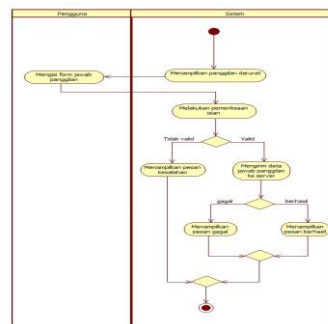 Pengguna
Sistem
Menampilkan panggilan darurat
Mengisi form jawab
panggilan
Melakukan pemeriksaan
isian
Tidak valid
Valid
Menampilkan pesan
kesalahan
Mengirim data
jawab panggilan
ke server
gagal
berhasil
Menampilkan
pesan gagal
Menampilkan
pesan berhasil